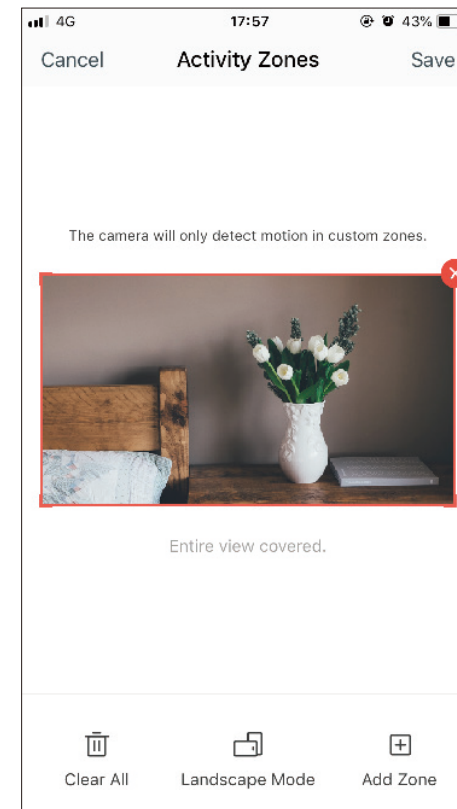 4G 17:57 43%
Cancel Activity Zones Save
The camera will only detect motion in custom zones.
Entire view covered.
Clear All Landscape Mode Add Zone